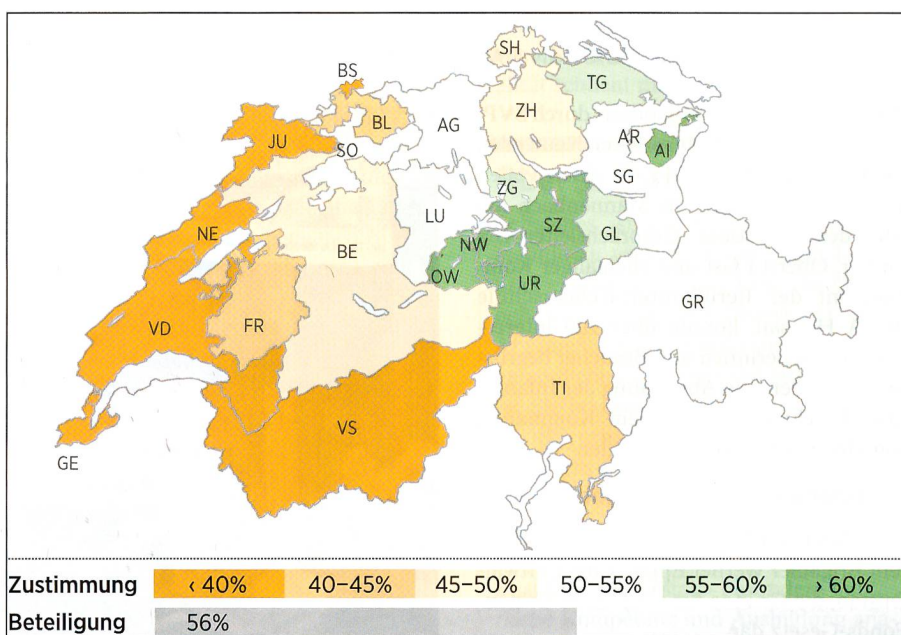 SH
BS
TG
ZH
BL
AG
JU
AR
SO
AI
SG
ZG
LU
SZ
NE
NW
GL
BE
OW
UR
GR
VD
FR
TI
VS
GE
Zustimmung < 40% 40–45% 45–50% 50–55% 55–60% > 60%
Beteiligung 56%